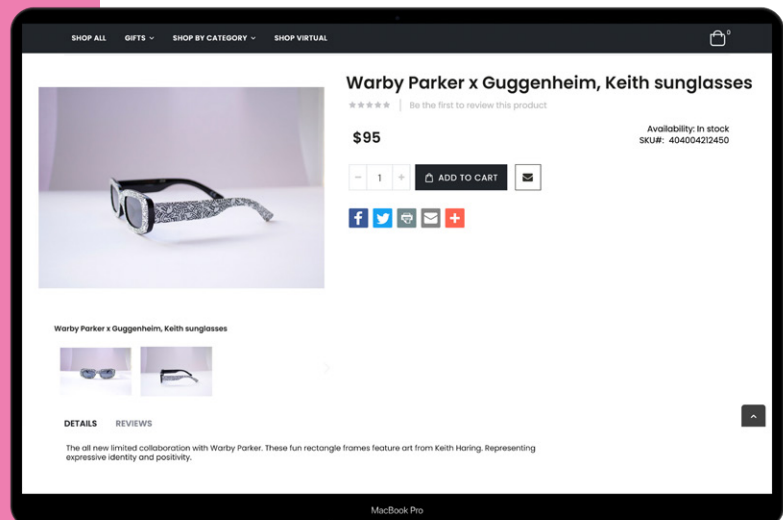 SHOP ALL GIFTS SHOP BY CATEGORY SHOP VIRTUAL 0
Warby Parker x Guggenheim, Keith sunglasses
Be the first to review this product
$95
Availability: In stock
SKU#: 404004212450
- 1 + ADD TO CART
f +
Warby Parker x Guggenheim, Keith sunglasses
DETAILS REVIEWS
The all new limited collaboration with Warby Parker. These fun rectangle frames feature art from Keith Haring. Representing
expressive identity and positivity.
MacBook Pro